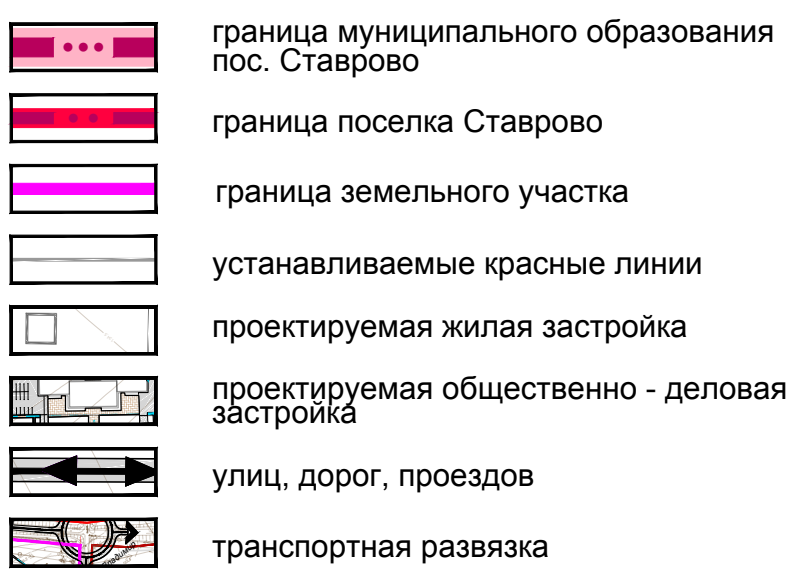 граница муниципального образования
пос. Ставрово
граница поселка Ставрово
граница земельного участка
устанавливаемые красные линии
проектируемая жилая застройка
проектируемая общественно - деловая
застройка
улиц, дорог, проездов
транспортная развязка